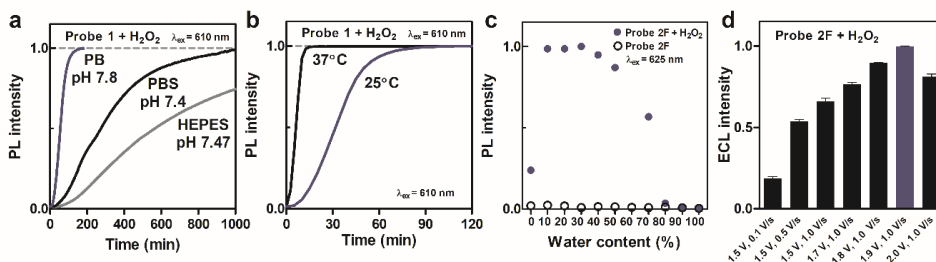 a
Probe 1 + H₂O₂ λex = 610 nm
1.0
PB
pH 7.8
PBS
pH 7.4
HEPES
pH 7.47
PL intensity
0.0
0 200 400 600 800 1000
Time (min)
b
Probe 1 + H₂O₂ λex = 610 nm
1.0
37°C
25°C
λex = 610 nm
PL intensity
0.0
0 30 60 90 120
Time (min)
c
Probe 2F + H₂O₂
Probe 2F
λex = 625 nm
1.0
PL intensity
0.0
0 10 20 30 40 50 70 80 90 100
Water content (%)
d
Probe 2F + H₂O₂
1.0
0.5
0.0
ECL intensity
1.5 V, 0.1 V/s
1.5 V, 0.5 V/s
1.5 V, 1.0 V/s
1.7 V, 1.0 V/s
1.8 V, 1.0 V/s
1.9 V, 1.0 V/s
2.0 V, 1.0 V/s